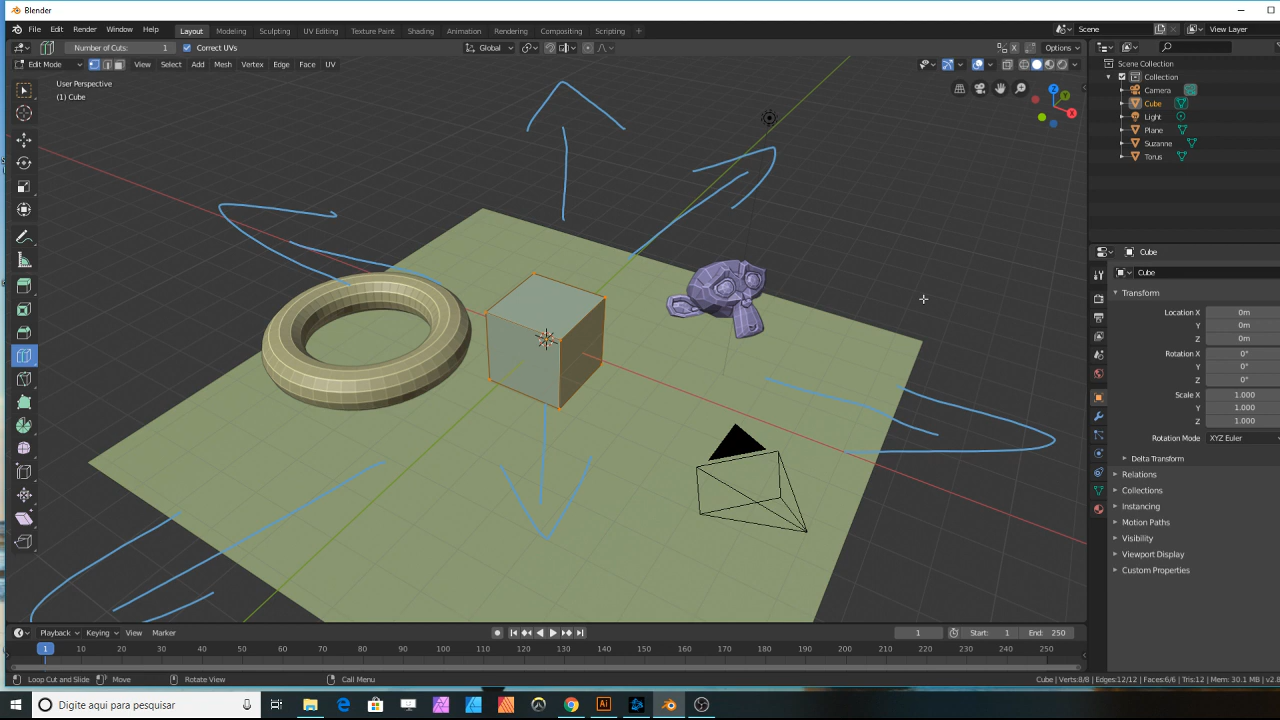 Blender
File Edit Render Window Help Layout Modeling Sculpting UV Editing Texture Paint Shading Animation Rendering Compositing Scripting + Scene View Layer
Number of Cuts: 1 Correct UVs Global X Options
Edit Mode View Select Add Mesh Vertex Edge Face UV
User Perspective
(1) Cube
Z
Y
X
Scene Collection
Collection
Camera
Cube
Light
Plane
Suzanne
Torus
Cube
Cube
Transform
Location X 0m
Y 0m
Z 0m
Rotation X 0°
Y 0°
Z 0°
Scale X 1.000
Y 1.000
Z 1.000
Rotation Mode XYZ Euler
Delta Transform
Relations
Collections
Instancing
Motion Paths
Visibility
Viewport Display
Custom Properties
Playback Keying View Marker 1 Start: 1 End: 250
1 10 20 30 40 50 60 70 80 90 100 110 120 130 140 150 160 170 180 190 200 210 220 230 240 250
Loop Cut and Slide Move Rotate View Call Menu Cube | Verts:8/8 | Edges:12/12 | Faces:6/6 | Tris:12 | Mem: 30.1 MB | v2.8
Digite aqui para pesquisar
Ai